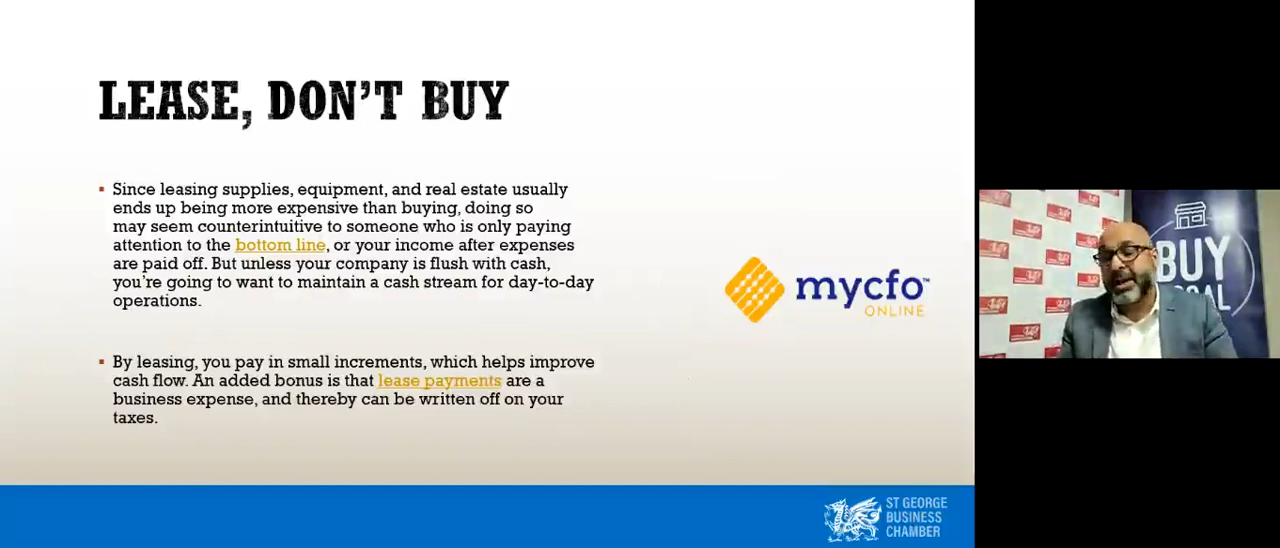 LEASE, DON'T BUY
▪ Since leasing supplies, equipment, and real estate usually
ends up being more expensive than buying, doing so
may seem counterintuitive to someone who is only paying
attention to the bottom line, or your income after expenses
are paid off. But unless your company is flush with cash,
you're going to want to maintain a cash stream for day-to-day
operations.
▪ By leasing, you pay in small increments, which helps improve
cash flow. An added bonus is that lease payments are a
business expense, and thereby can be written off on your
taxes.
mycfo™
ONLINE
BUY
ST GEORGE
BUSINESS
CHAMBER